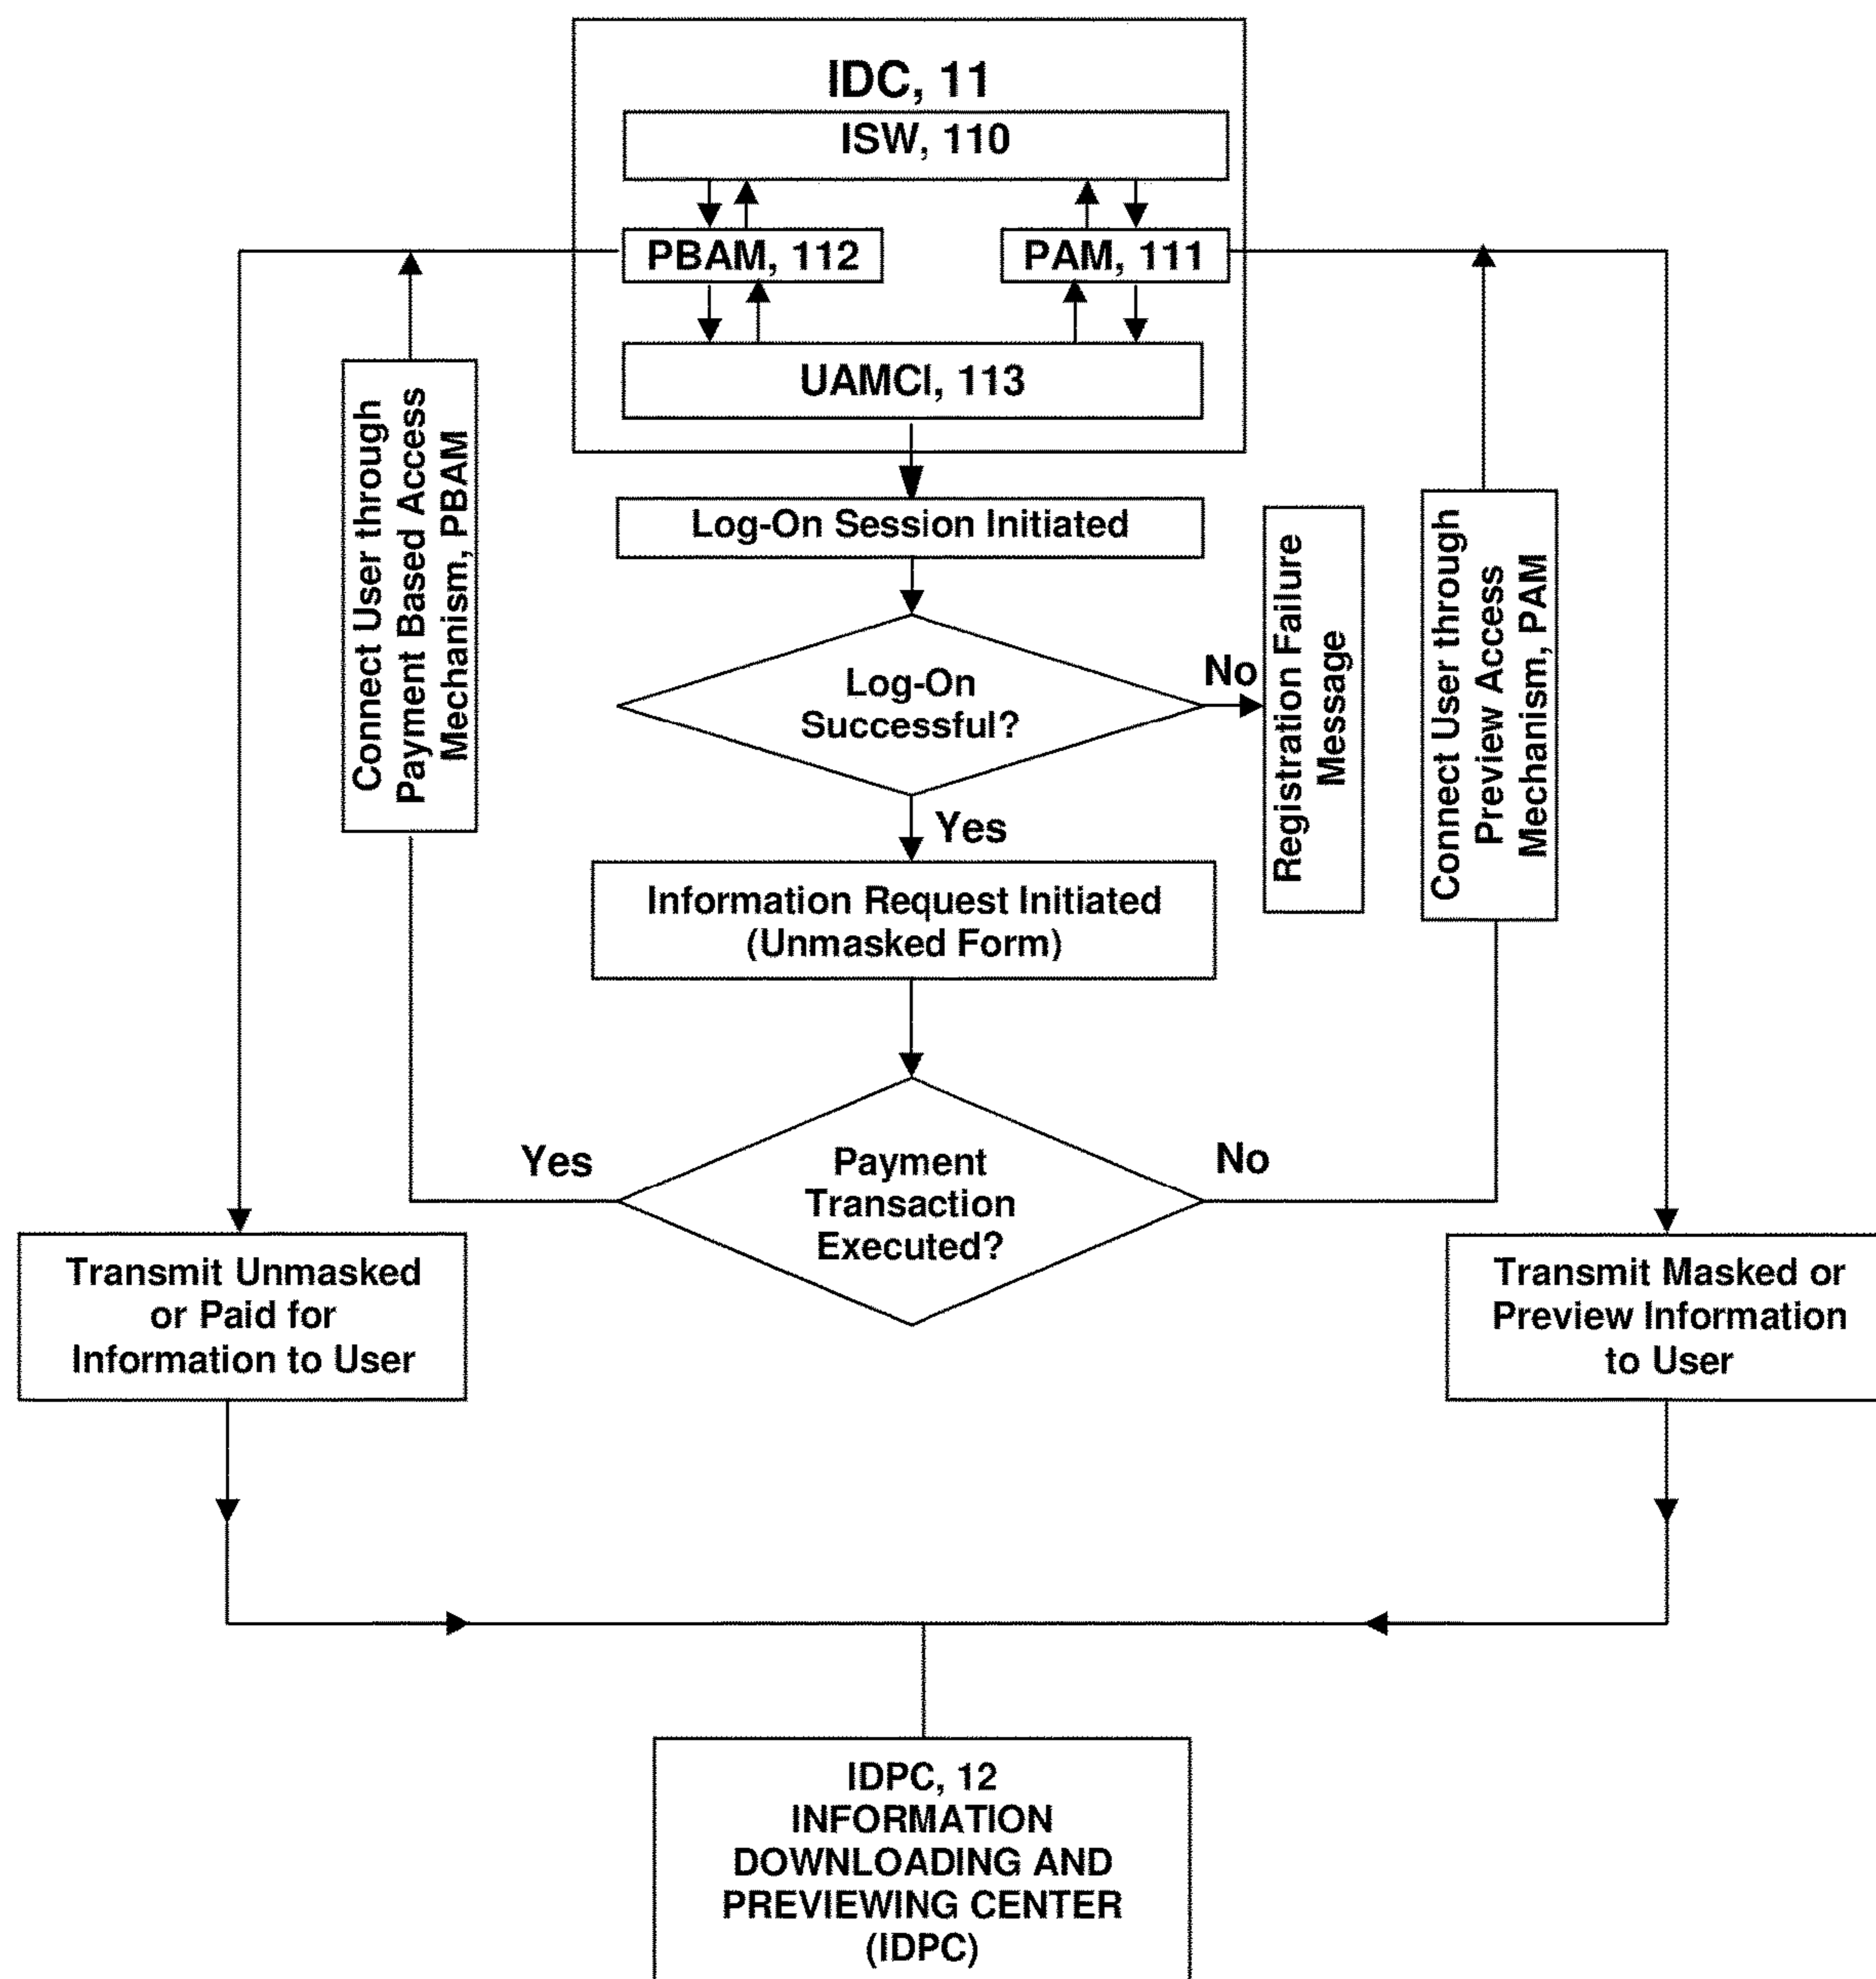 IDC, 11
ISW, 110
PBAM, 112
PAM, 111
UAMCI, 113
Connect User through
Payment Based Access
Mechanism, PBAM
Log-On Session Initiated
Log-On
Successful?
No
Registration Failure
Message
Connect User through
Preview Access
Mechanism, PAM
Yes
Information Request Initiated
(Unmasked Form)
Yes
Payment
Transaction
Executed?
No
Transmit Unmasked
or Paid for
Information to User
Transmit Masked or
Preview Information
to User
IDPC, 12
INFORMATION
DOWNLOADING AND
PREVIEWING CENTER
(IDPC)